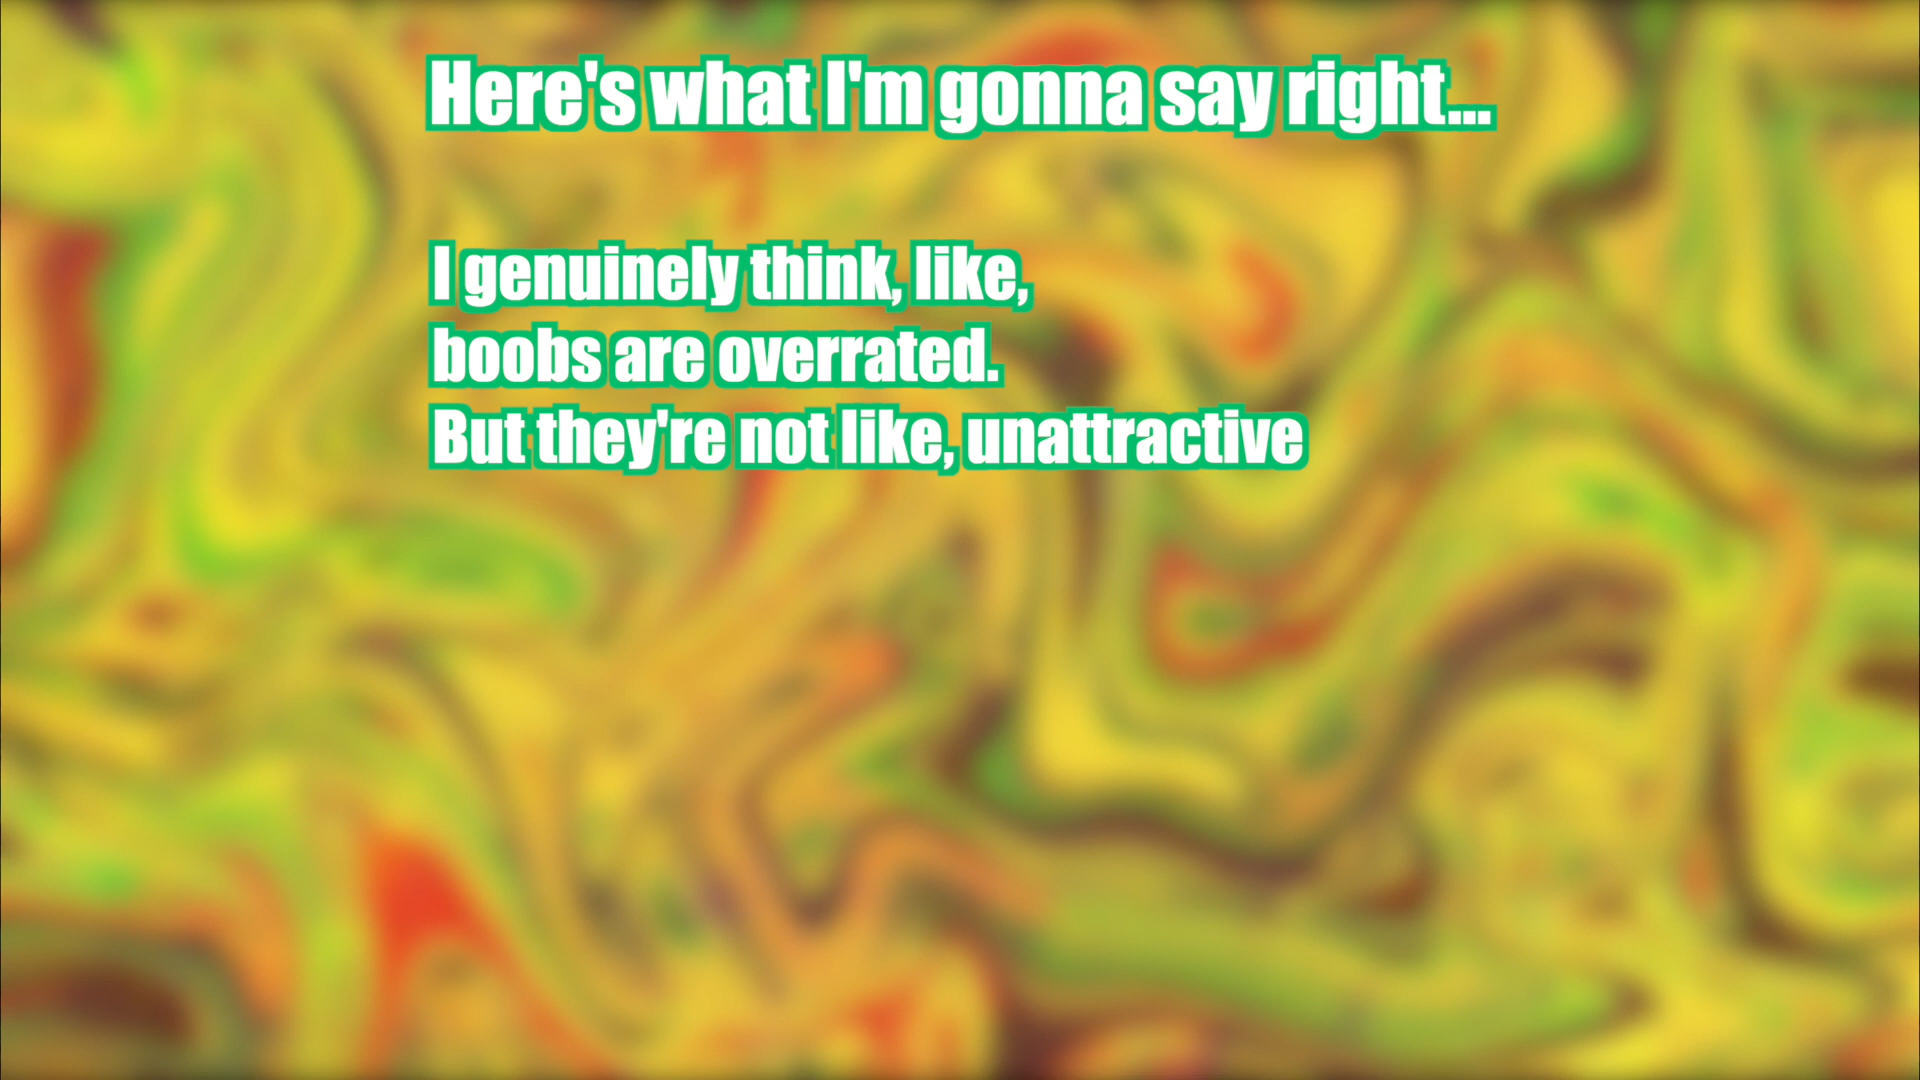 Here's what I'm gonna say right...
I genuinely think, like,
boobs are overrated.
But they're not like, unattractive